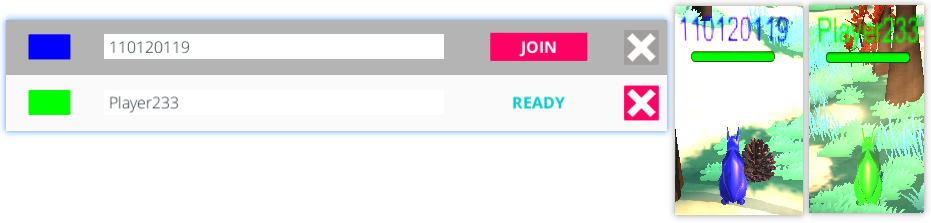 110120119 JOIN
Player233 READY
110120119
Player233